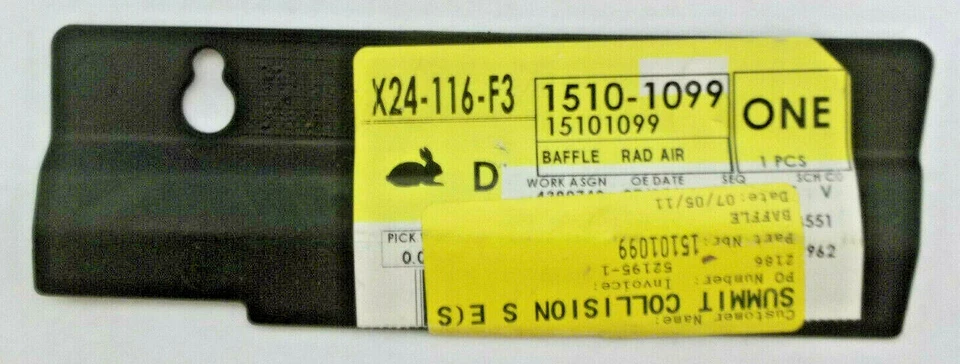 X24-116-F3
1510-1099
15101099
ONE
BAFFLE RAD AIR
1 PCS
D
WORK ASGN OE DATE SEQ SCH CO
V
PICK
0.0
551
962
Customer Name:
SUMMIT COLLISION S E(S
PO Number: Invoice:
2186 52195-1
Part Nbr: 15101099
BAFFLE
Date: 07/05/11